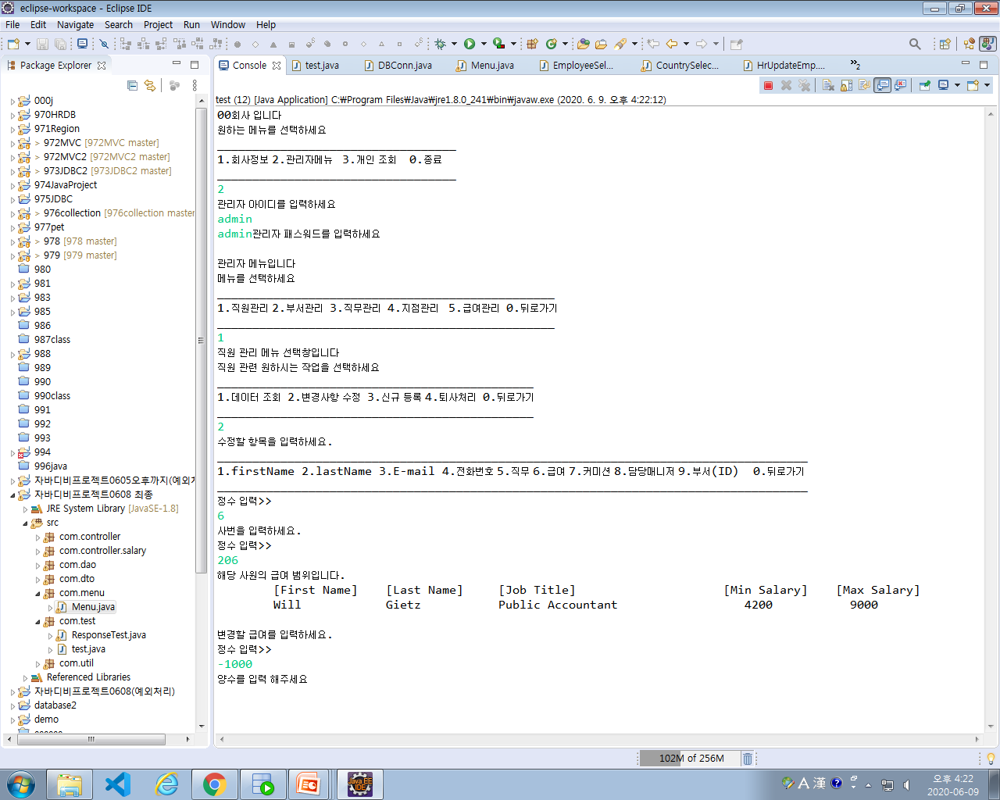 eclipse-workspace - Eclipse IDE
File Edit Navigate Search Project Run Window Help
Package Explorer
Console test.java DBConn.java Menu.java EmployeeSel... CountrySelec... HrUpdateEmp.... »2
test (12) [Java Application] C:₩Program Files₩Java₩jre1.8.0_241₩bin₩javaw.exe (2020. 6. 9. 오후 4:22:12)
000j
970HRDB
971Region
> 972MVC [972MVC master]
> 972MVC2 [972MVC2 master]
> 973JDBC2 [973JDBC2 master]
974JavaProject
975JDBC
> 976collection [976collection master
977pet
> 978 [978 master]
> 979 [979 master]
980
981
983
985
986
987class
988
989
990
990class
991
992
993
994
996java
자바디비프로젝트0605오후까지(예외처
자바디비프로젝트0608 최종
JRE System Library [JavaSE-1.8]
src
com.controller
com.controller.salary
com.dao
com.dto
com.menu
Menu.java
com.test
ResponseTest.java
test.java
com.util
Referenced Libraries
자바디비프로젝트0608(예외처리)
database2
demo
00회사 입니다
원하는 메뉴를 선택하세요
1.회사정보 2.관리자메뉴 3.개인 조회 0.종료
2
관리자 아이디를 입력하세요
admin
admin관리자 패스워드를 입력하세요
관리자 메뉴입니다
메뉴를 선택하세요
1.직원관리 2.부서관리 3.직무관리 4.지점관리 5.급여관리 0.뒤로가기
1
직원 관리 메뉴 선택창입니다
직원 관련 원하시는 작업을 선택하세요
1.데이터 조회 2.변경사항 수정 3.신규 등록 4.퇴사처리 0.뒤로가기
2
수정할 항목을 입력하세요.
1.firstName 2.lastName 3.E-mail 4.전화번호 5.직무 6.급여 7.커미션 8.담당매니저 9.부서(ID) 0.뒤로가기
정수 입력>>
6
사번을 입력하세요.
정수 입력>>
206
해당 사원의 급여 범위입니다.
[First Name] [Last Name] [Job Title] [Min Salary] [Max Salary]
Will Gietz Public Accountant 4200 9000
변경할 급여를 입력하세요.
정수 입력>>
-1000
양수를 입력 해주세요
102M of 256M
Java EE IDE
A 漢
오후 4:22
2020-06-09